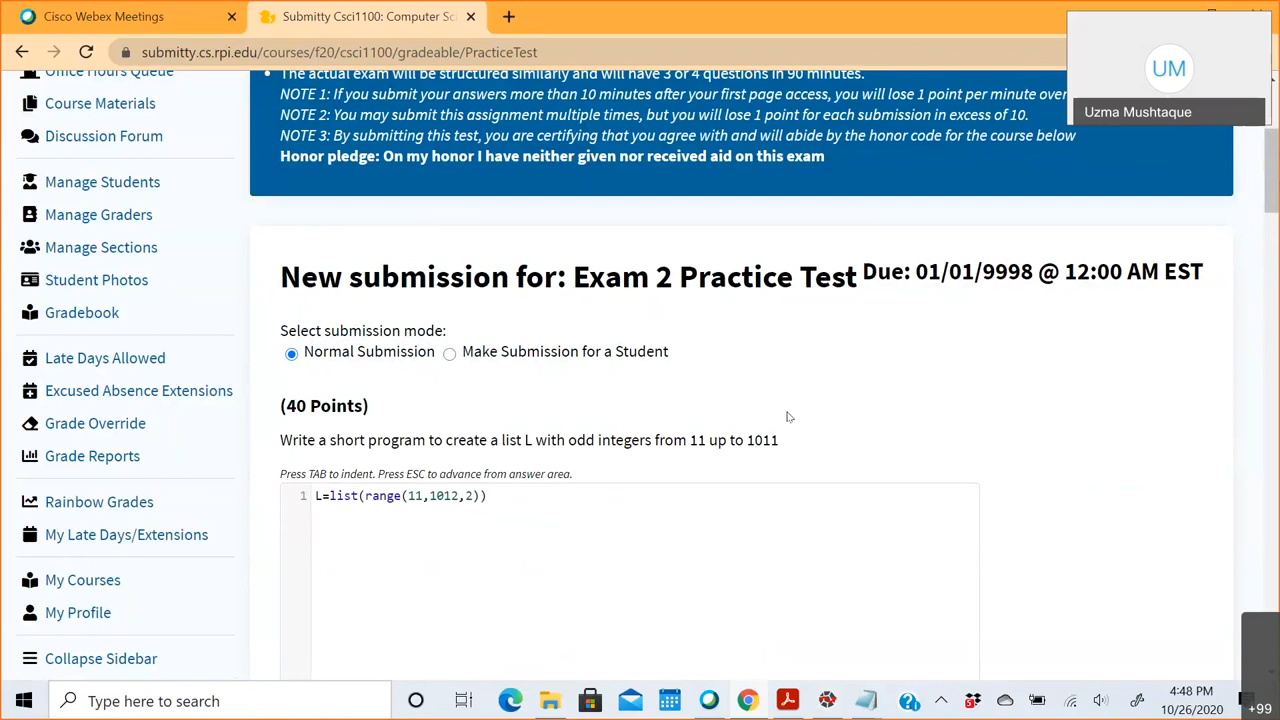 Cisco Webex Meetings
Submitty Csci1100: Computer Sci
submitty.cs.rpi.edu/courses/f20/csci1100/gradeable/PracticeTest
UM
Uzma Mushtaque
Office Hours Queue
Course Materials
Discussion Forum
Manage Students
Manage Graders
Manage Sections
Student Photos
Gradebook
Late Days Allowed
Excused Absence Extensions
Grade Override
Grade Reports
Rainbow Grades
My Late Days/Extensions
My Courses
My Profile
Collapse Sidebar
The actual exam will be structured similarly and will have 3 or 4 questions in 90 minutes.
NOTE 1: If you submit your answers more than 10 minutes after your first page access, you will lose 1 point per minute over
NOTE 2: You may submit this assignment multiple times, but you will lose 1 point for each submission in excess of 10.
NOTE 3: By submitting this test, you are certifying that you agree with and will abide by the honor code for the course below
Honor pledge: On my honor I have neither given nor received aid on this exam
New submission for: Exam 2 Practice Test Due: 01/01/9998 @ 12:00 AM EST
Select submission mode:
Normal Submission Make Submission for a Student
(40 Points)
Write a short program to create a list L with odd integers from 11 up to 1011
Press TAB to indent. Press ESC to advance from answer area.
1 L=list(range(11,1012,2))
Type here to search
4:48 PM
10/26/2020
+99